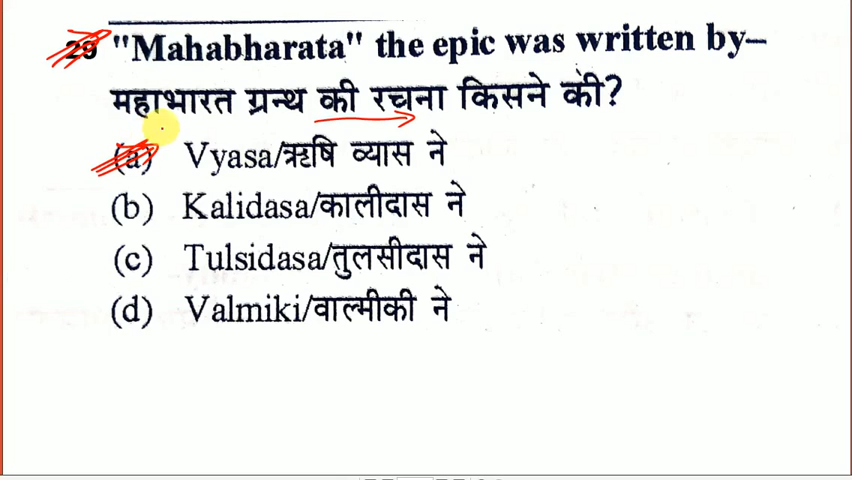 29 "Mahabharata" the epic was written by–
महाभारत ग्रन्थ की रचना किसने की?
(a) Vyasa/ऋषि व्यास ने
(b) Kalidasa/कालीदास ने
(c) Tulsidasa/तुलसीदास ने
(d) Valmiki/वाल्मीकी ने